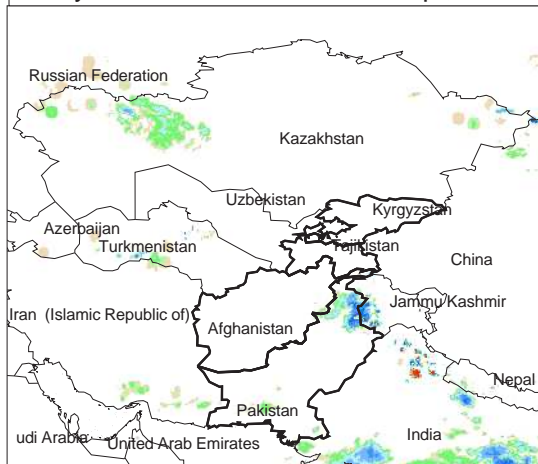 Russian Federation
Kazakhstan
Uzbekistan
Kyrgyzstan
Azerbaijan
Turkmenistan
Tajikistan
China
Iran (Islamic Republic of)
Jammu/Kashmir
Afghanistan
Nepal
Pakistan
India
udi Arabia
United Arab Emirates